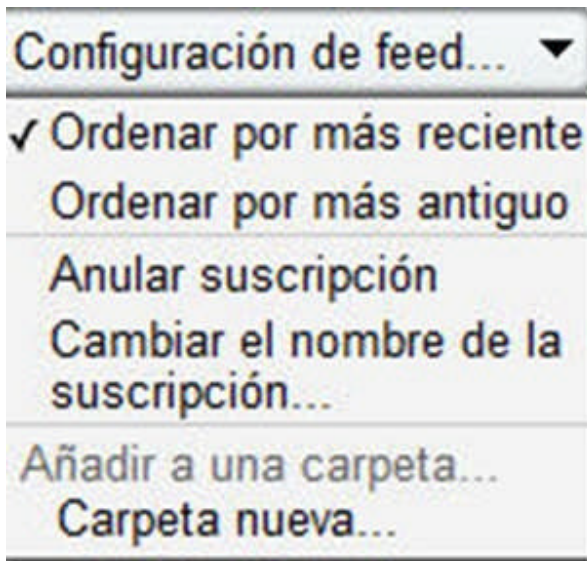 Configuración de feed...
Ordenar por más reciente
Ordenar por más antiguo
Anular suscripción
Cambiar el nombre de la
suscripción...
Añadir a una carpeta...
Carpeta nueva...